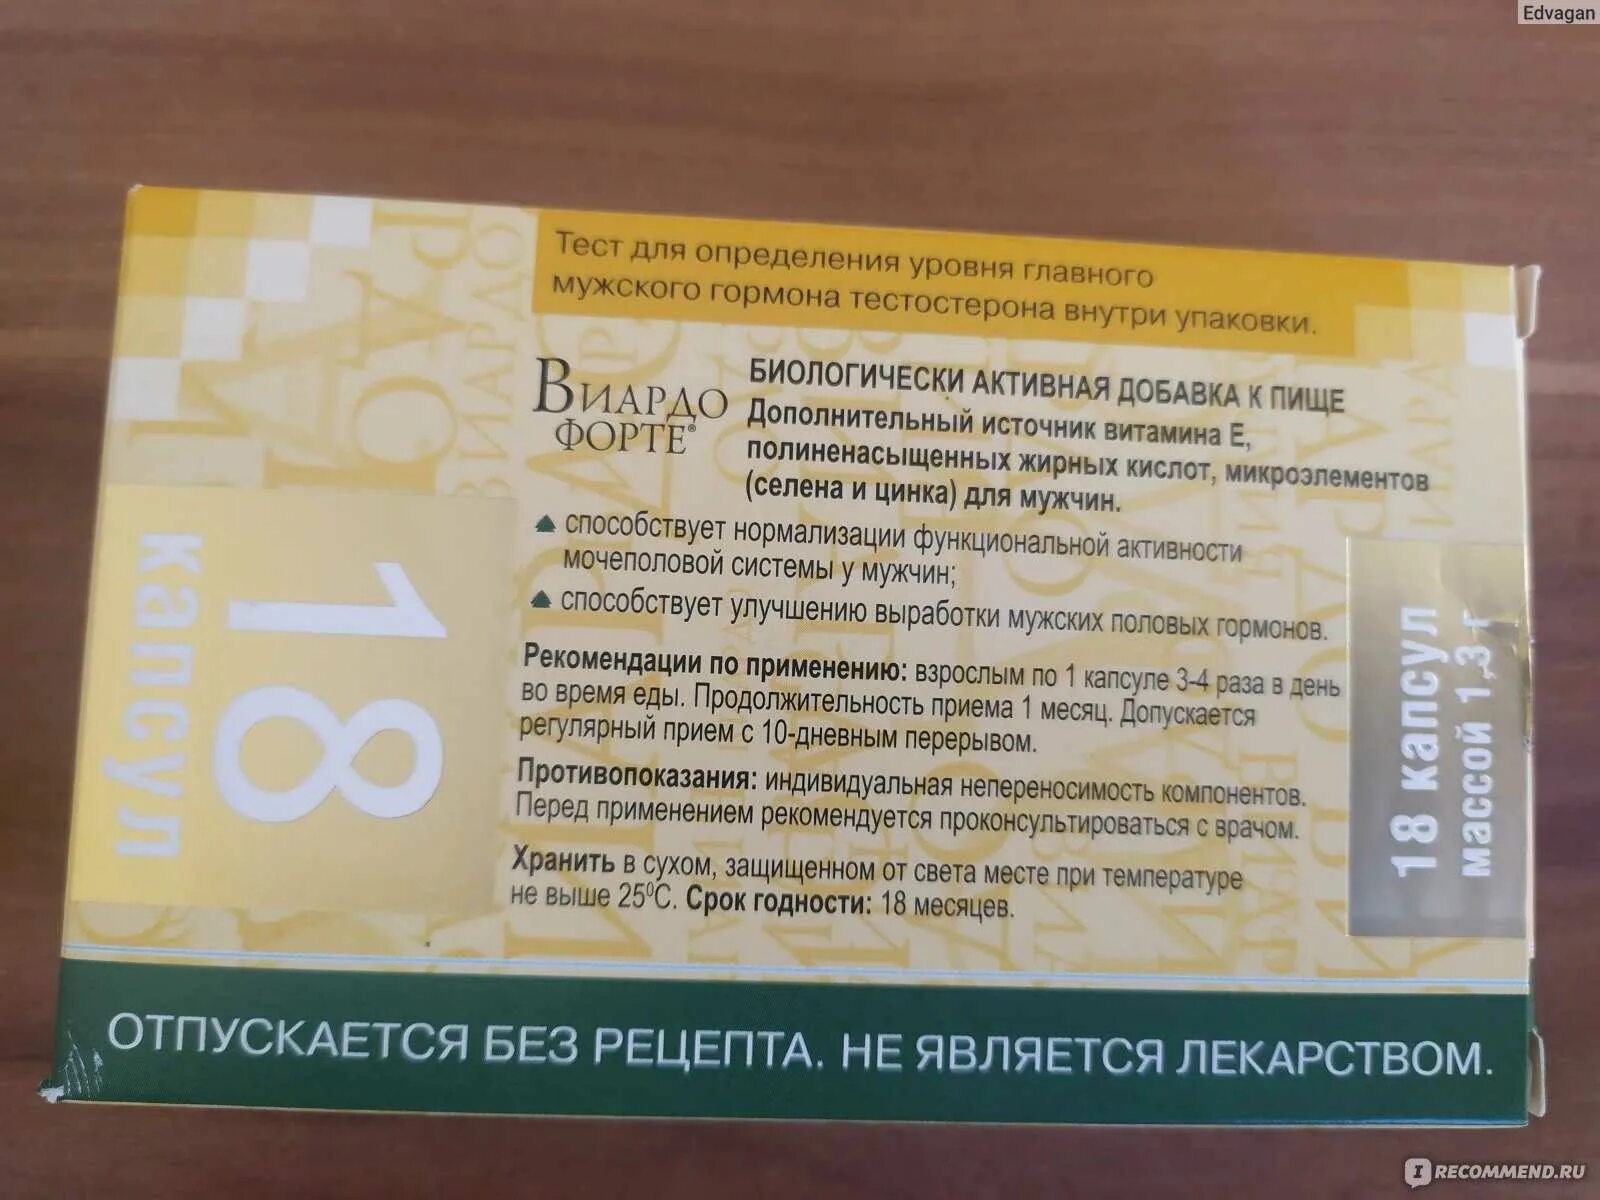 Edvagan
Тест для определения уровня главного
мужского гормона тестостерона внутри упаковки.
ВИАРДО
ФОРТЕ®
БИОЛОГИЧЕСКИ АКТИВНАЯ ДОБАВКА К ПИЩЕ
Дополнительный источник витамина Е,
полиненасыщенных жирных кислот, микроэлементов
(селена и цинка) для мужчин.
способствует нормализации функциональной активности
мочеполовой системы у мужчин;
способствует улучшению выработки мужских половых гормонов.
Рекомендации по применению: взрослым по 1 капсуле 3-4 раза в день
во время еды. Продолжительность приема 1 месяц. Допускается
регулярный прием с 10-дневным перерывом.
Противопоказания: индивидуальная непереносимость компонентов.
Перед применением рекомендуется проконсультироваться с врачом.
Хранить в сухом, защищенном от света месте при температуре
не выше 25⁰С. Срок годности: 18 месяцев.
18
капсул
18 капсул
массой 1,3 г
ОТПУСКАЕТСЯ БЕЗ РЕЦЕПТА. НЕ ЯВЛЯЕТСЯ ЛЕКАРСТВОМ.
IRECOMMEND.RU